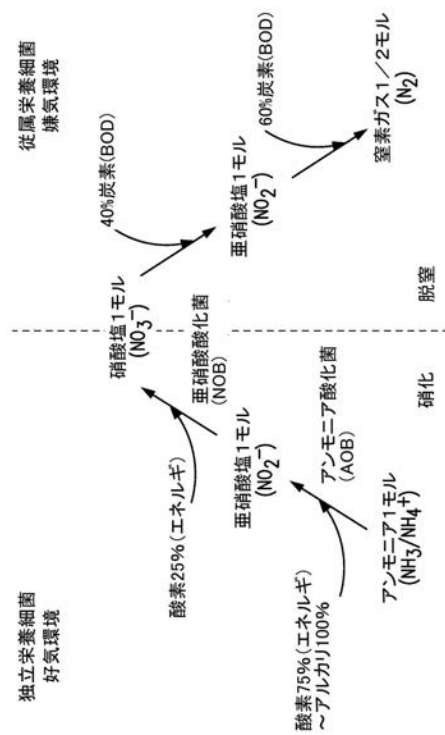 独立栄養細菌
好気環境
従属栄養細菌
嫌気環境
硝酸塩1モル
(NO₃⁻)
40%炭素(BOD)
酸素25%(エネルギ)
亜硝酸酸化菌
(NOB)
亜硝酸塩1モル
(NO₂⁻)
亜硝酸塩1モル
(NO₂⁻)
60%炭素(BOD)
酸素75%(エネルギ)
~アルカリ100%
アンモニア酸化菌
(AOB)
アンモニア1モル
(NH₃/NH₄⁺)
窒素ガス1/2モル
(N₂)
硝化
脱窒